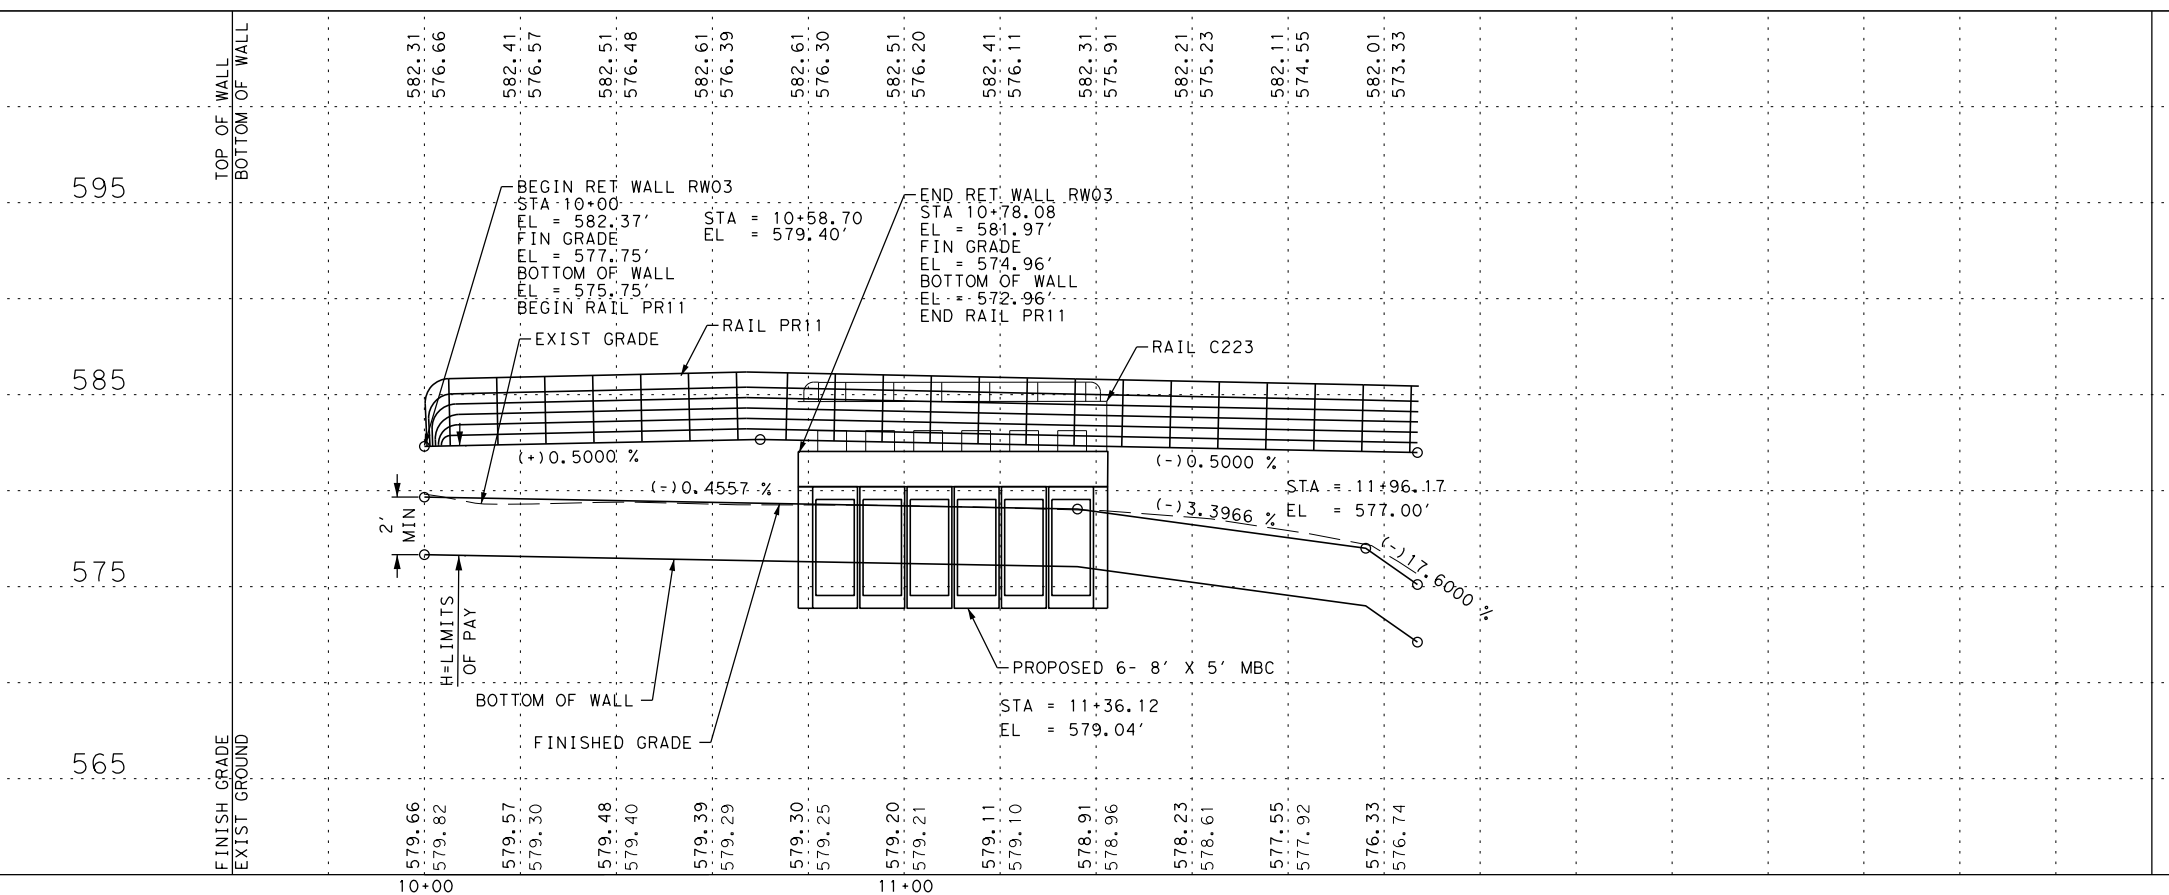 TOP OF WALL
BOTTOM OF WALL
582.31
576.66
582.41
576.57
582.51
576.48
582.61
576.39
582.61
576.30
582.51
576.20
582.41
576.11
582.31
575.91
582.21
575.23
582.11
574.55
582.01
573.33
595
585
575
565
BEGIN RET WALL RW03
STA 10+00
EL = 582.37'
FIN GRADE
EL = 577.75'
BOTTOM OF WALL
EL = 575.75'
BEGIN RAIL PR11
STA = 10+58.70
EL = 579.40'
END RET WALL RW03
STA 10+78.08
EL = 581.97'
FIN GRADE
EL = 574.96'
BOTTOM OF WALL
EL = 572.96'
END RAIL PR11
RAIL PR11
EXIST GRADE
RAIL C223
(+)0.5000 %
(-)0.5000 %
(-)0.4557 %
STA = 11+96.17
EL = 577.00'
(-)3.3966 %
(-)17.6000 %
2'
MIN
H=LIMITS
OF PAY
PROPOSED 6- 8' X 5' MBC
BOTTOM OF WALL
STA = 11+36.12
EL = 579.04'
FINISHED GRADE
FINISH GRADE
EXIST GROUND
579.66
579.82
579.57
579.30
579.48
579.40
579.39
579.29
579.30
579.25
579.20
579.21
579.11
579.10
578.91
578.96
578.23
578.61
577.55
577.92
576.33
576.74
10+00
11+00